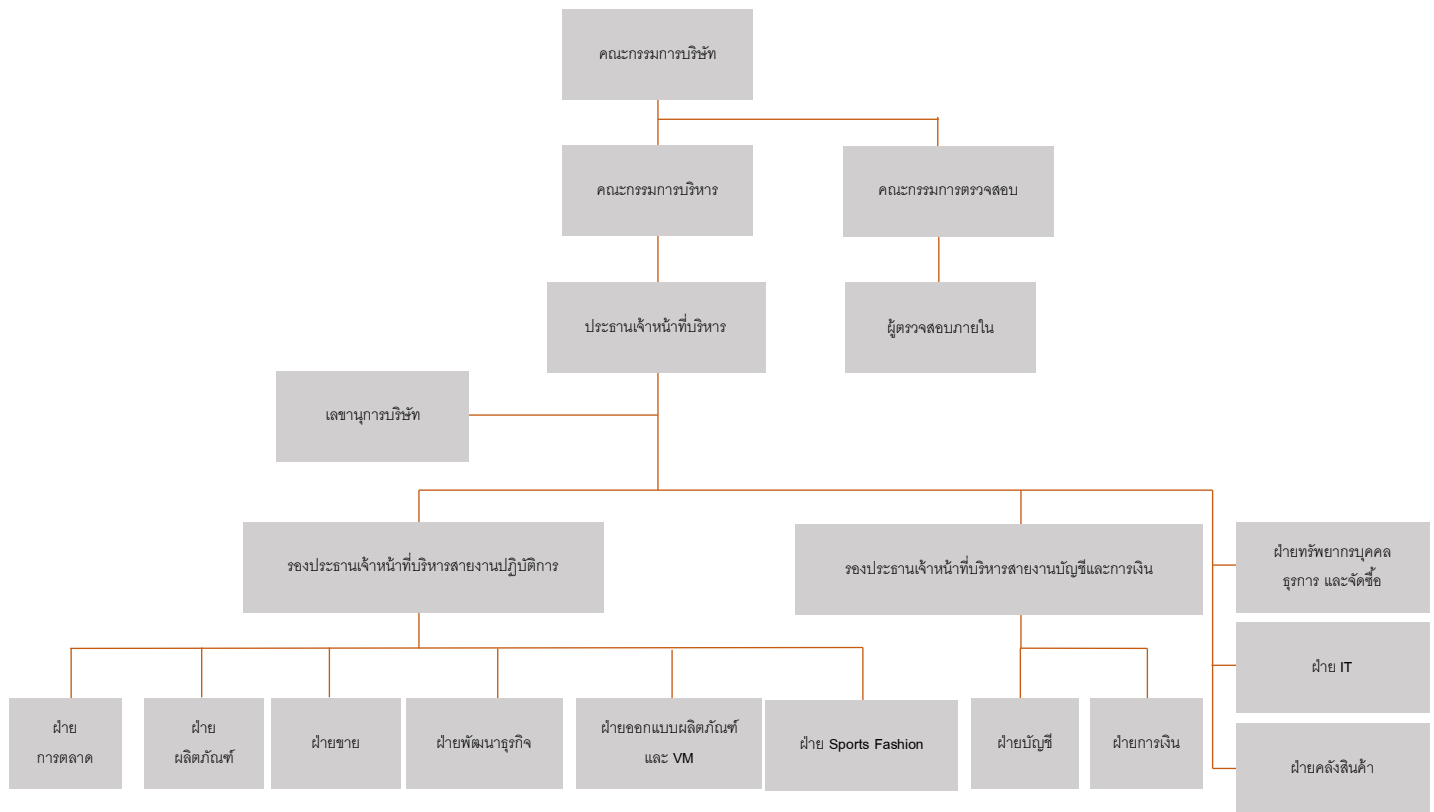 คณะกรรมการบริษัท
คณะกรรมการบริหาร
คณะกรรมการตรวจสอบ
ประธานเจ้าหน้าที่บริหาร
ผู้ตรวจสอบภายใน
เลขานุการบริษัท
รองประธานเจ้าหน้าที่บริหารสายงานปฏิบัติการ
รองประธานเจ้าหน้าที่บริหารสายงานบัญชีและการเงิน
ฝ่ายทรัพยากรบุคคล
ธุรการ และจัดซื้อ
ฝ่าย IT
ฝ่ายคลังสินค้า
ฝ่าย
การตลาด
ฝ่าย
ผลิตภัณฑ์
ฝ่ายขาย
ฝ่ายพัฒนาธุรกิจ
ฝ่ายออกแบบผลิตภัณฑ์
และ VM
ฝ่าย Sports Fashion
ฝ่ายบัญชี
ฝ่ายการเงิน